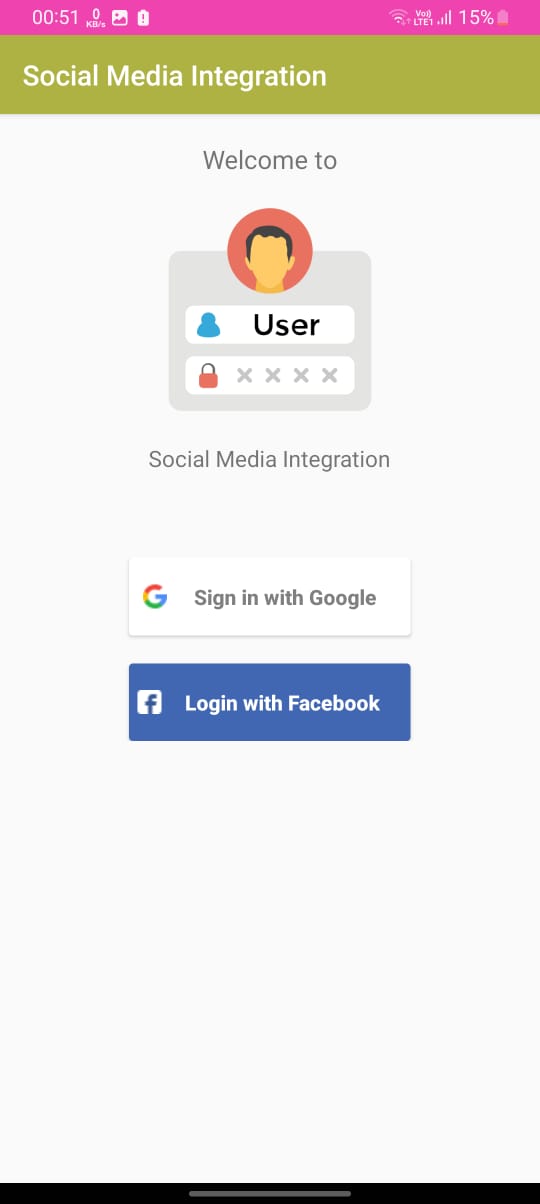 00:51 0 KB/s Vo)) LTE1 15%
Social Media Integration
Welcome to
User
Social Media Integration
Sign in with Google
Login with Facebook